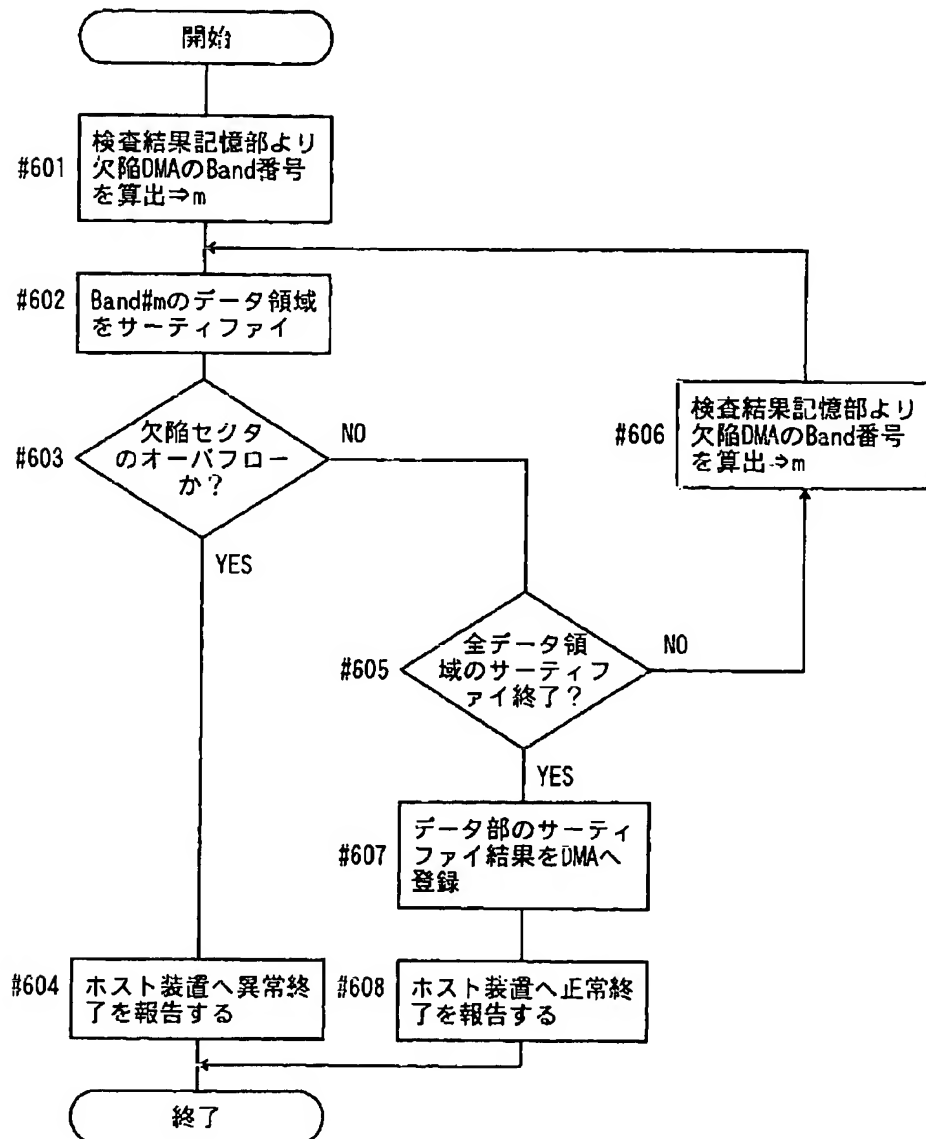 開始
#601
検査結果記憶部より
欠陥DMAのBand番号
を算出⇒m
#602
Band#mのデータ領域
をサーティファイ
#603
欠陥セクタ
のオーバフロー
か？
NO
YES
#606
検査結果記憶部より
欠陥DMAのBand番号
を算出⇒m
#605
全データ領
域のサーティフ
ァイ終了？
NO
YES
#607
データ部のサーティ
ファイ結果をDMAへ
登録
#604
ホスト装置へ異常終
了を報告する
#608
ホスト装置へ正常終
了を報告する
終了